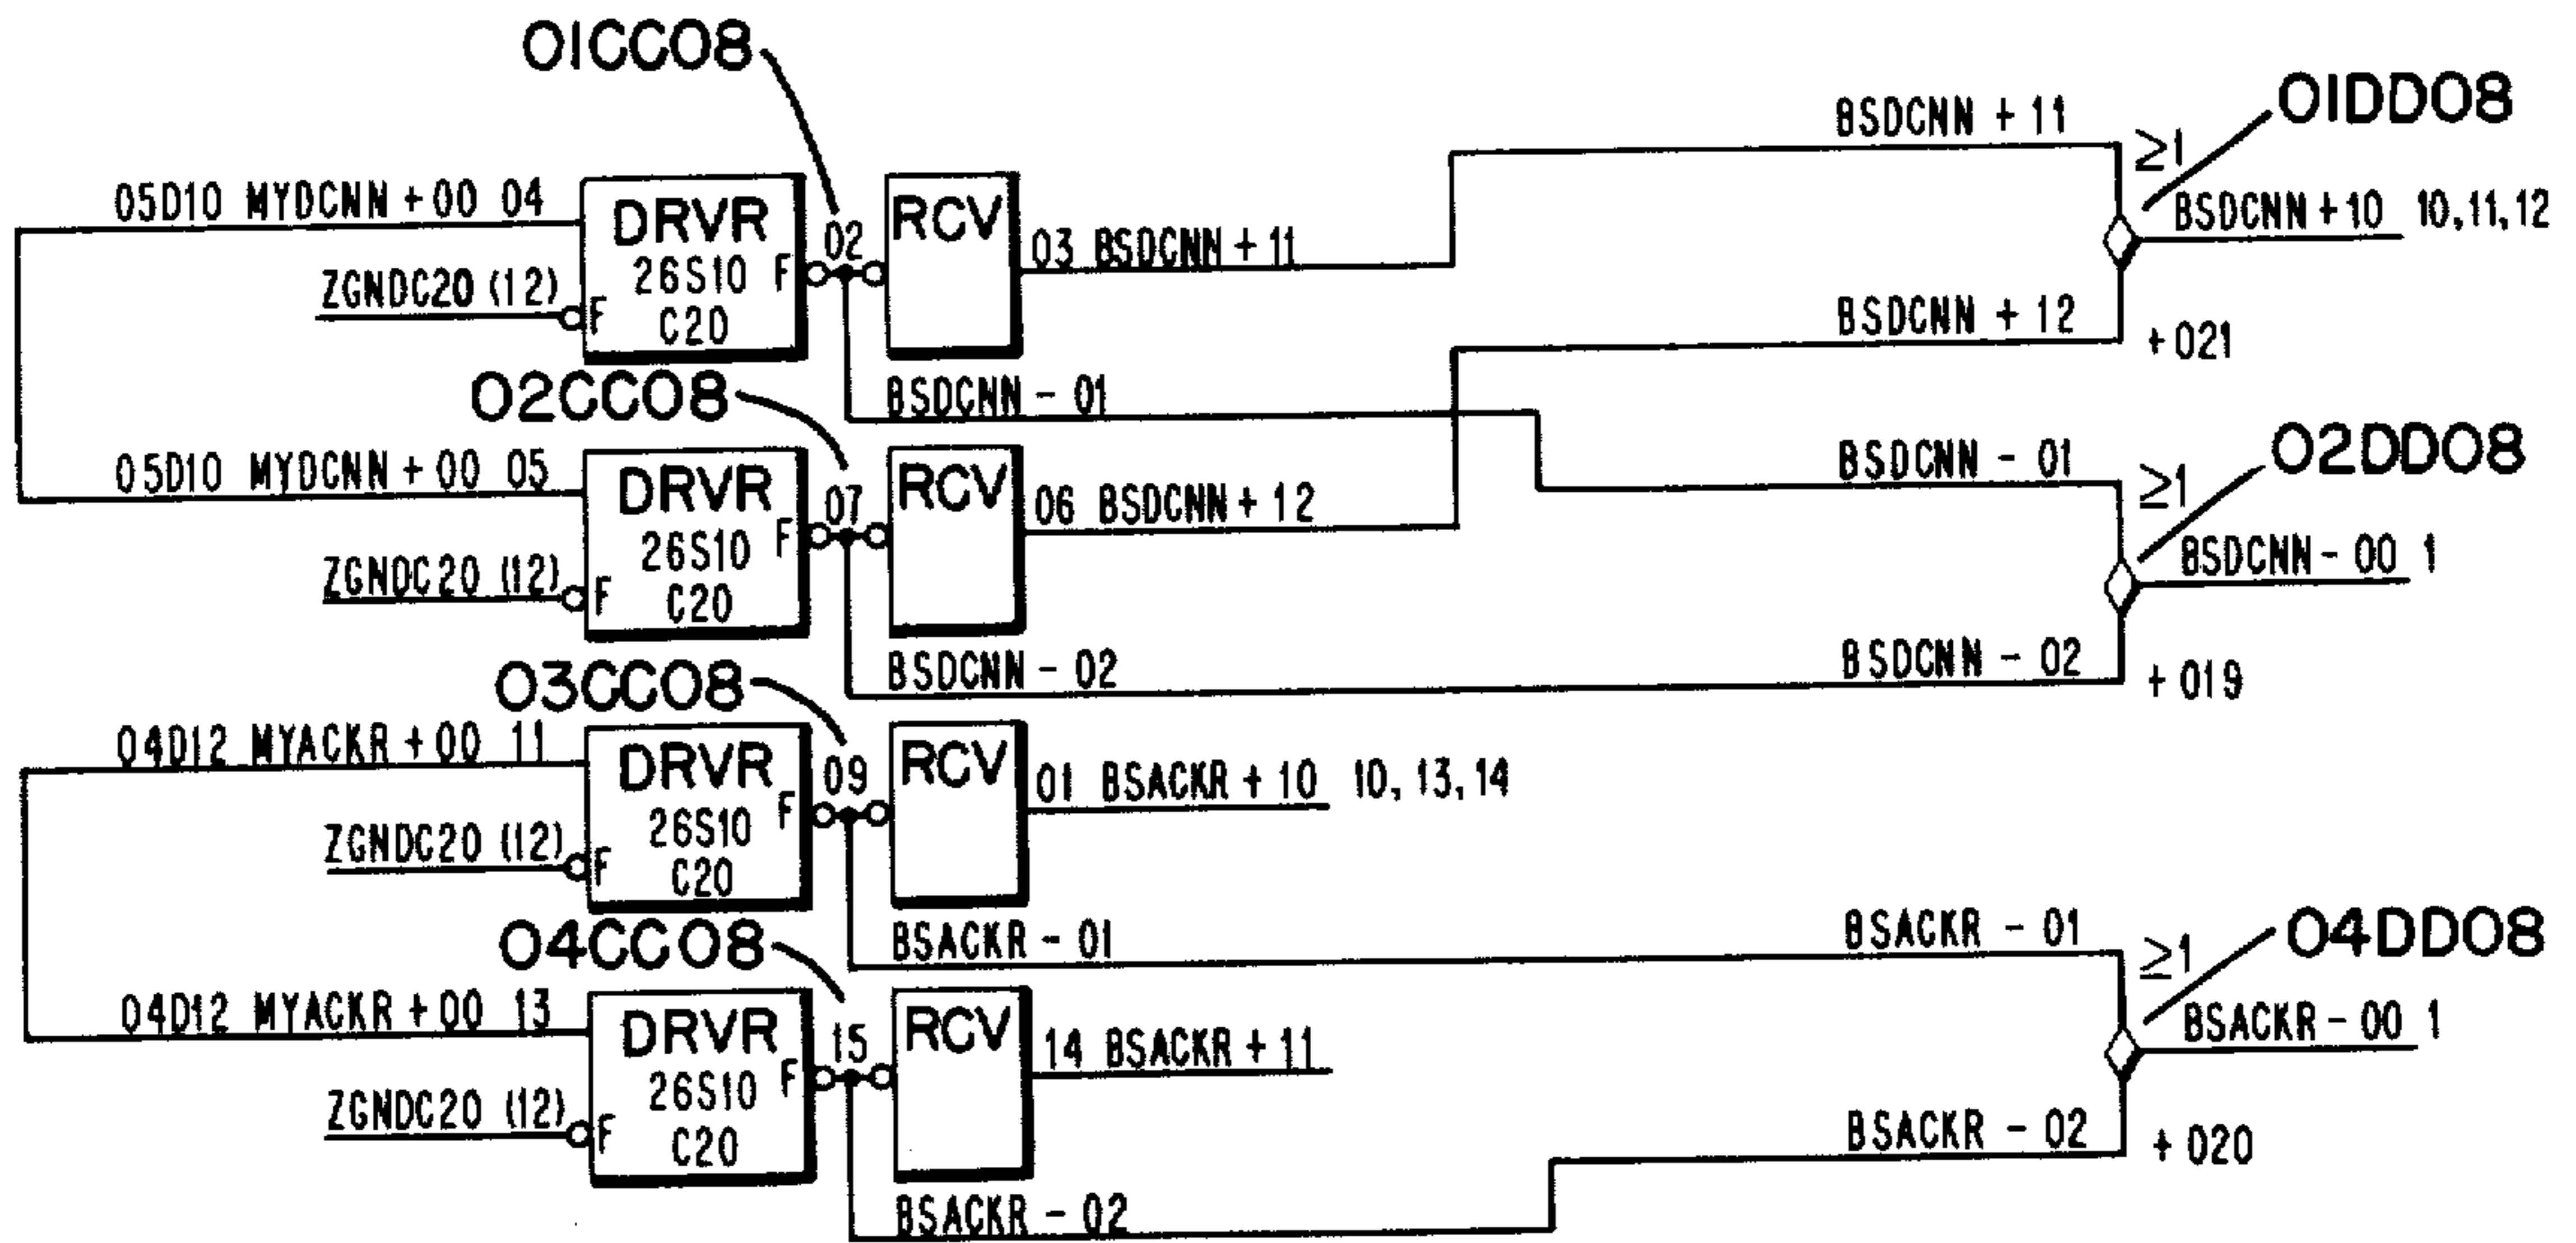 01CC08
01DD08
BSDCNN + 11
≥1
05D10 MYDCNN + 00 04
DRVR
26S10
C20
F
F
02
RCV
03 BSDCNN + 11
BSDCNN + 10 10, 11, 12
ZGNDC20 (12)
BSDCNN + 12
+ 021
02CC08
BSDCNN - 01
02DD08
BSDCNN - 01
≥1
05D10 MYDCNN + 00 05
DRVR
26S10
C20
F
F
07
RCV
06 BSDCNN + 12
BSDCNN - 00 1
ZGNDC20 (12)
03CC08
BSDCNN - 02
BSDCNN - 02
+ 019
04D12 MYACKR + 00 11
DRVR
26S10
C20
F
F
09
RCV
01 BSACKR + 10 10, 13, 14
ZGNDC20 (12)
04CC08
BSACKR - 01
BSACKR - 01
≥1
04DD08
04D12 MYACKR + 00 13
DRVR
26S10
C20
F
F
15
RCV
14 BSACKR + 11
BSACKR - 00 1
ZGNDC20 (12)
BSACKR - 02
+ 020
BSACKR - 02